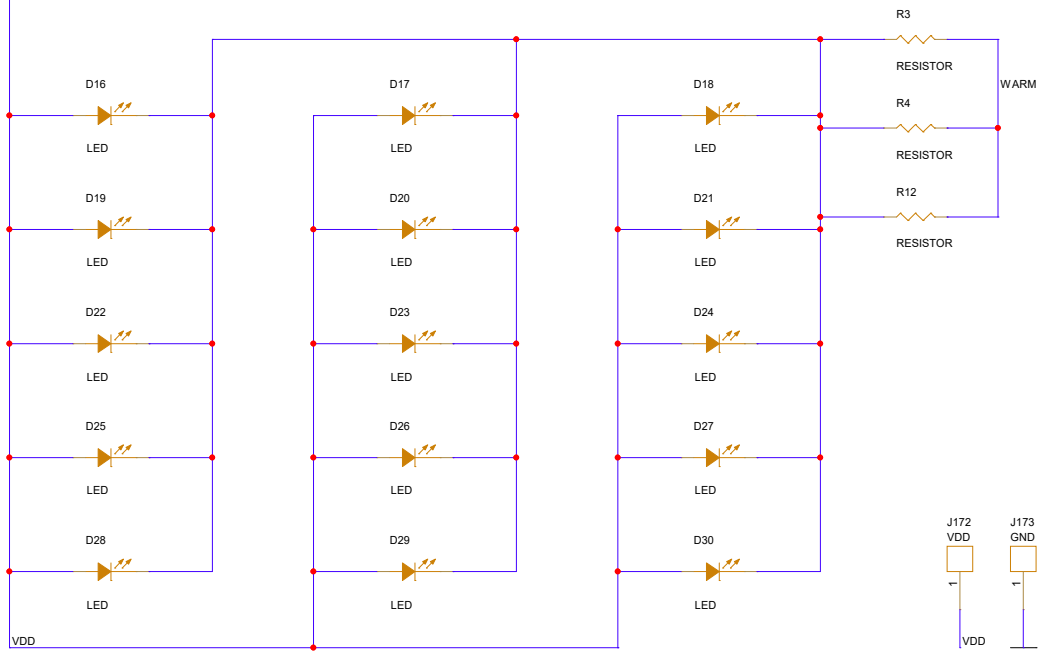 R3
RESISTOR
D16
D17
D18
WARM
R4
LED
LED
LED
RESISTOR
D19
D20
D21
R12
RESISTOR
LED
LED
LED
D22
D23
D24
LED
LED
LED
D25
D26
D27
LED
LED
LED
J172
J173
VDD
GND
D28
D29
D30
1
1
LED
LED
LED
VDD
VDD